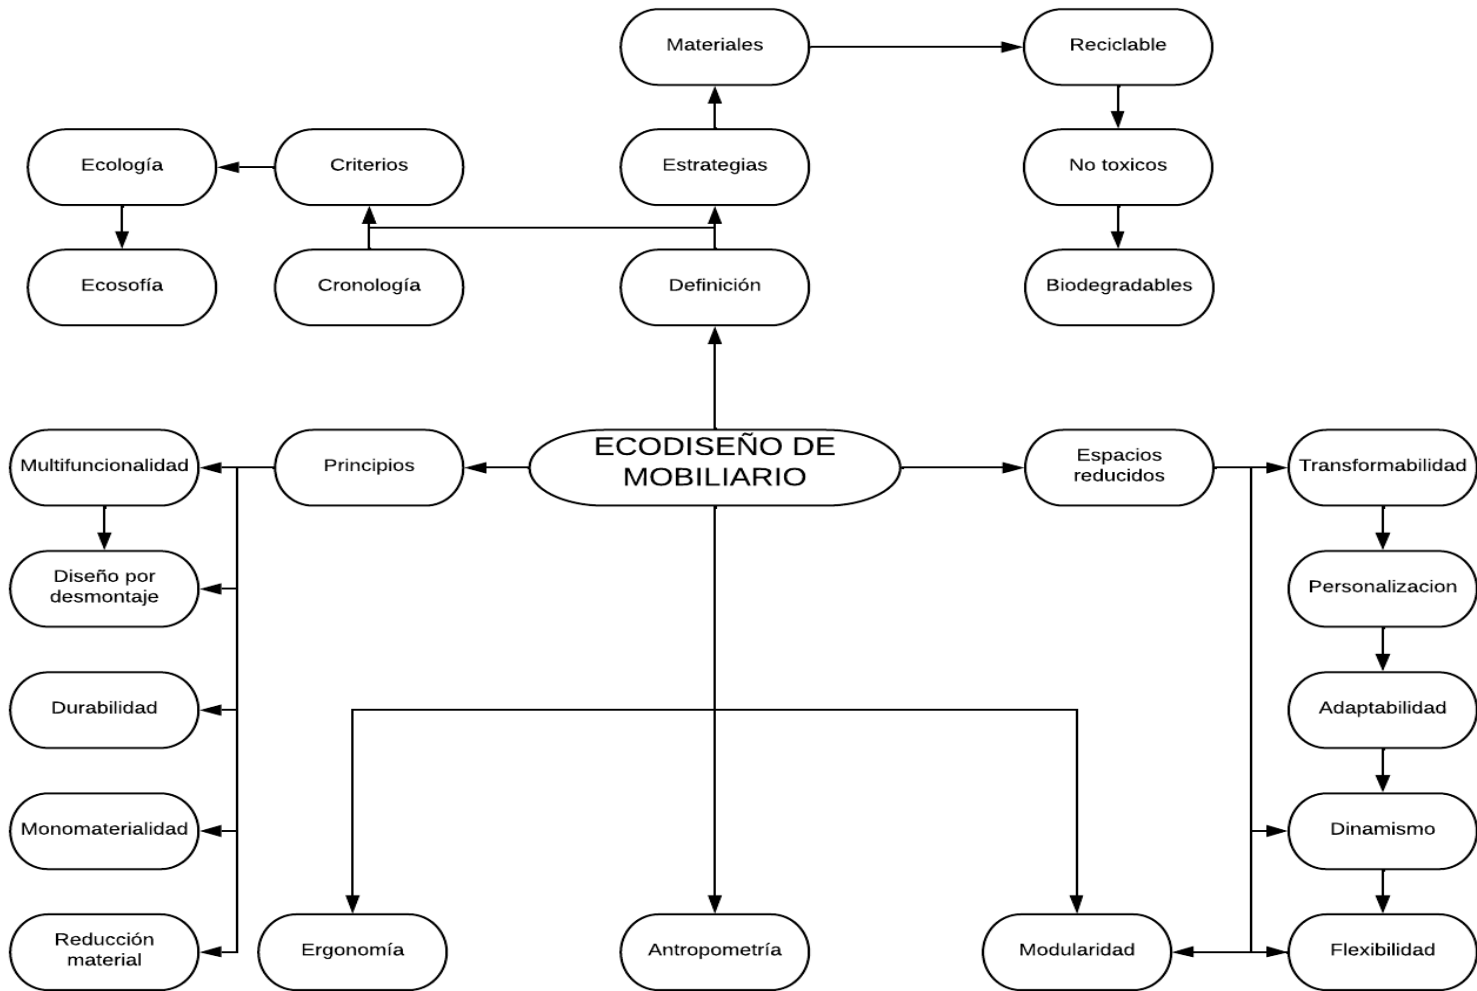 Materiales
Reciclable
Ecología
Criterios
Estrategias
No toxicos
Ecosofía
Cronología
Definición
Biodegradables
Multifuncionalidad
Principios
ECODISEÑO DE
MOBILIARIO
Espacios
reducidos
Transformabilidad
Diseño por
desmontaje
Personalizacion
Durabilidad
Adaptabilidad
Monomaterialidad
Dinamismo
Reducción
material
Ergonomía
Antropometría
Modularidad
Flexibilidad